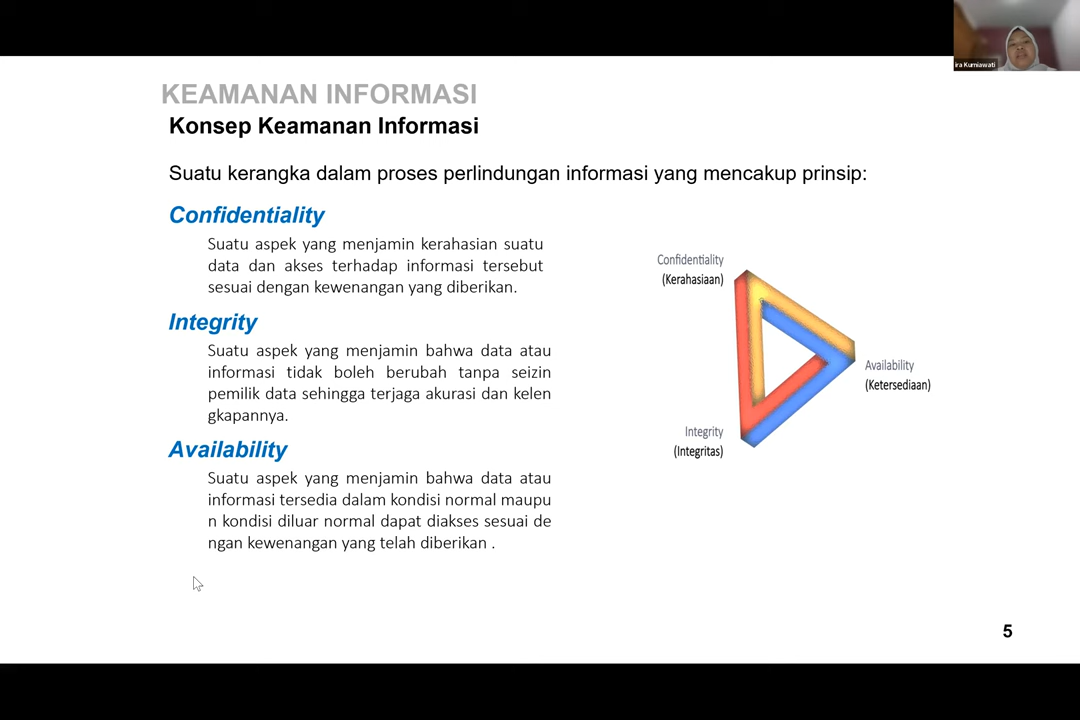 ira Kurniawati
KEAMANAN INFORMASI
Konsep Keamanan Informasi
Suatu kerangka dalam proses perlindungan informasi yang mencakup prinsip:
Confidentiality
Suatu aspek yang menjamin kerahasian suatu
data dan akses terhadap informasi tersebut
sesuai dengan kewenangan yang diberikan.
Integrity
Suatu aspek yang menjamin bahwa data atau
informasi tidak boleh berubah tanpa seizin
pemilik data sehingga terjaga akurasi dan kelen
gkapannya.
Availability
Suatu aspek yang menjamin bahwa data atau
informasi tersedia dalam kondisi normal maupu
n kondisi diluar normal dapat diakses sesuai de
ngan kewenangan yang telah diberikan .
Confidentiality
(Kerahasiaan)
Availability
(Ketersediaan)
Integrity
(Integritas)
5